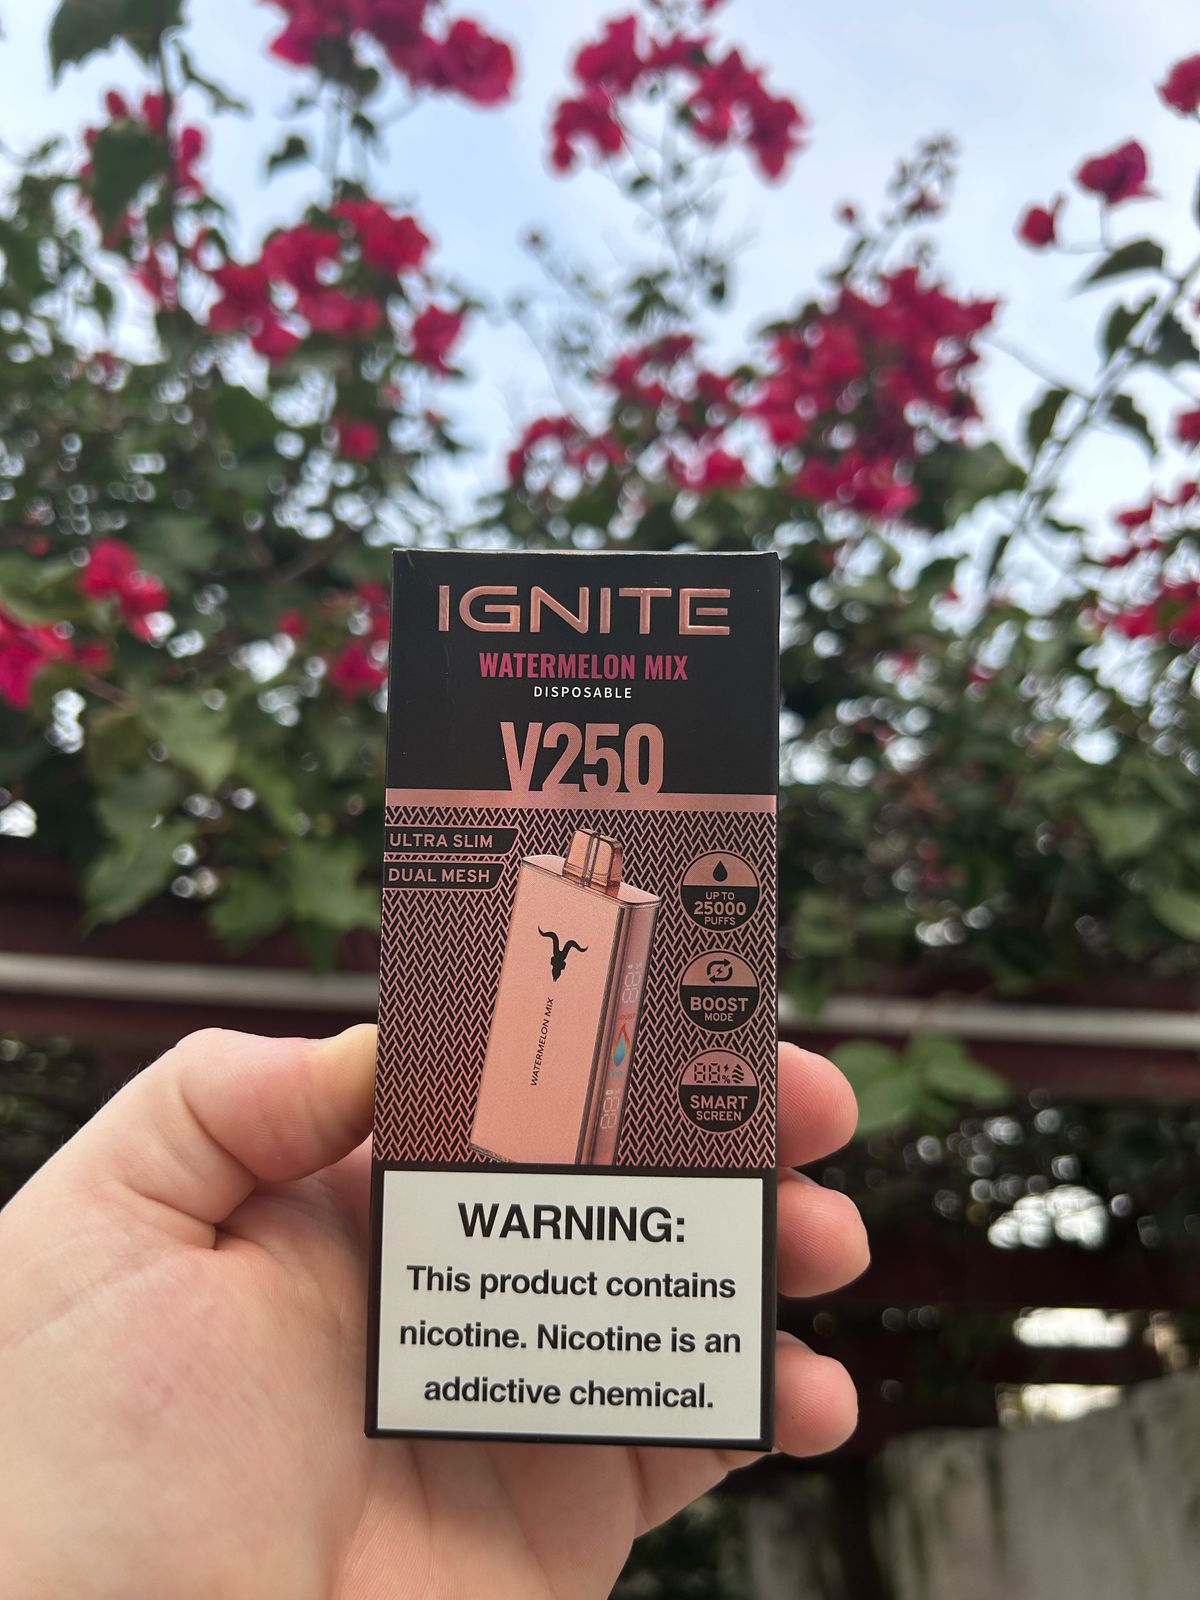 IGNITE
WATERMELON MIX
DISPOSABLE
V250
ULTRA SLIM
DUAL MESH
UP TO
25000
PUFFS
BOOST
MODE
SMART
SCREEN
WATERMELON MIX
BOOST
WARNING:
This product contains
nicotine. Nicotine is an
addictive chemical.